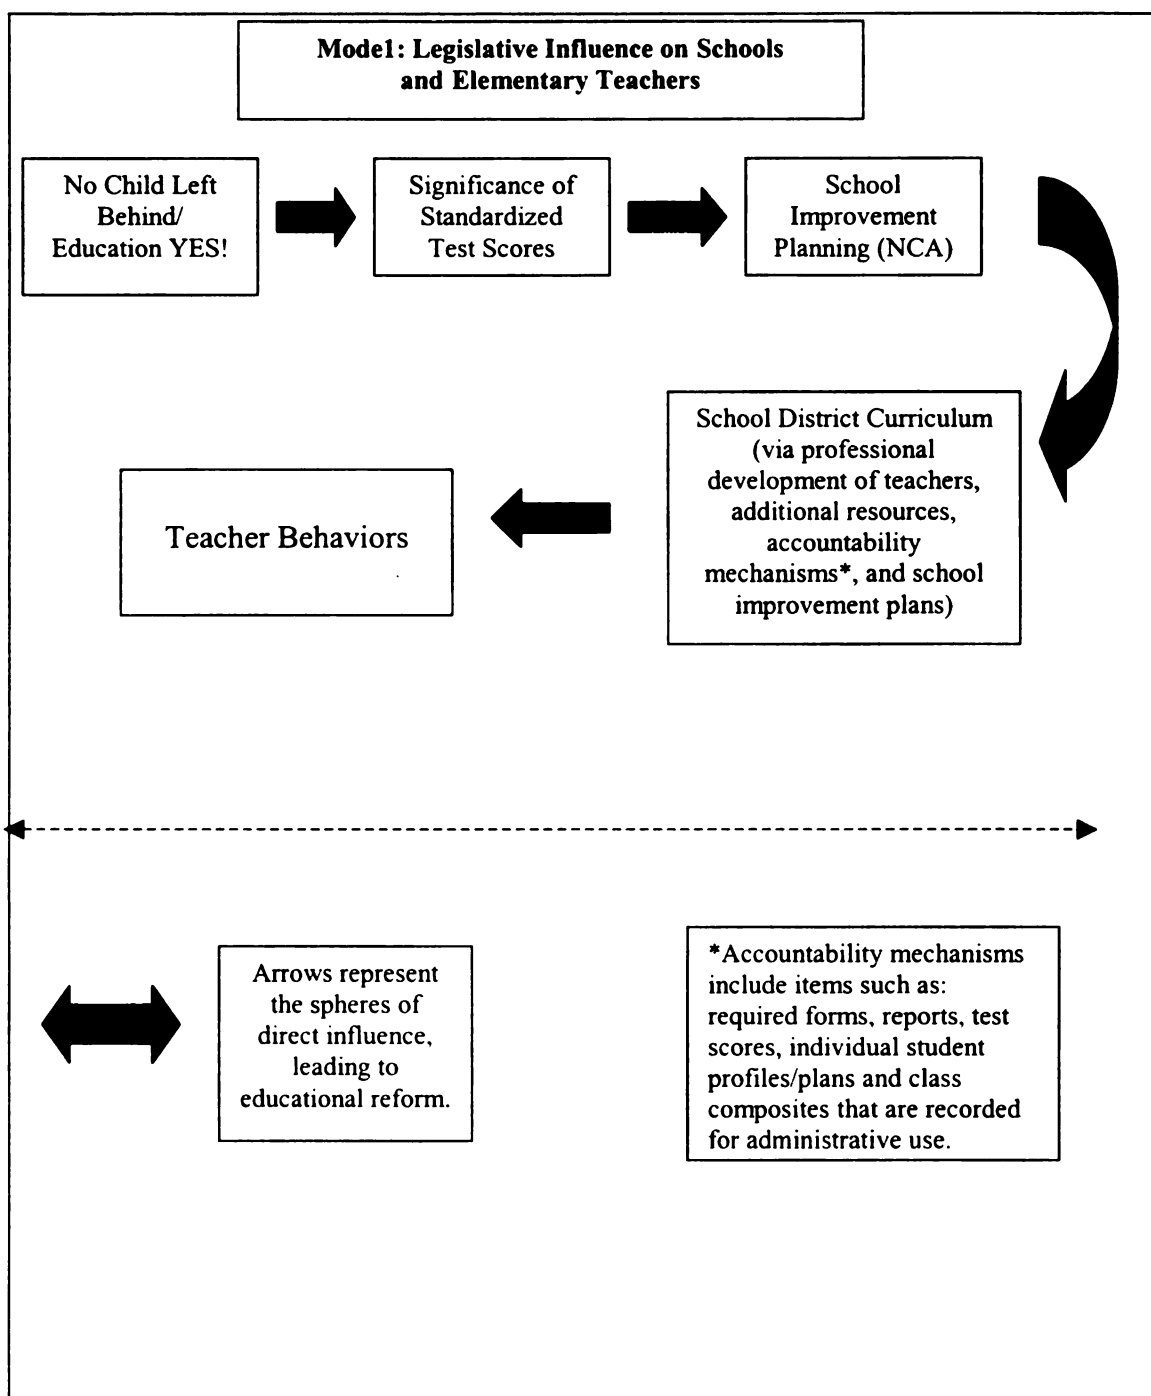 Model: Legislative Influence on Schools
and Elementary Teachers
No Child Left
Behind/
Education YES!
Significance of
Standardized
Test Scores
School
Improvement
Planning (NCA)
School District Curriculum
(via professional
development of teachers,
additional resources,
accountability
mechanisms*, and school
improvement plans)
Teacher Behaviors
Arrows represent
the spheres of
direct influence,
leading to
educational reform.
*Accountability mechanisms
include items such as:
required forms, reports, test
scores, individual student
profiles/plans and class
composites that are recorded
for administrative use.